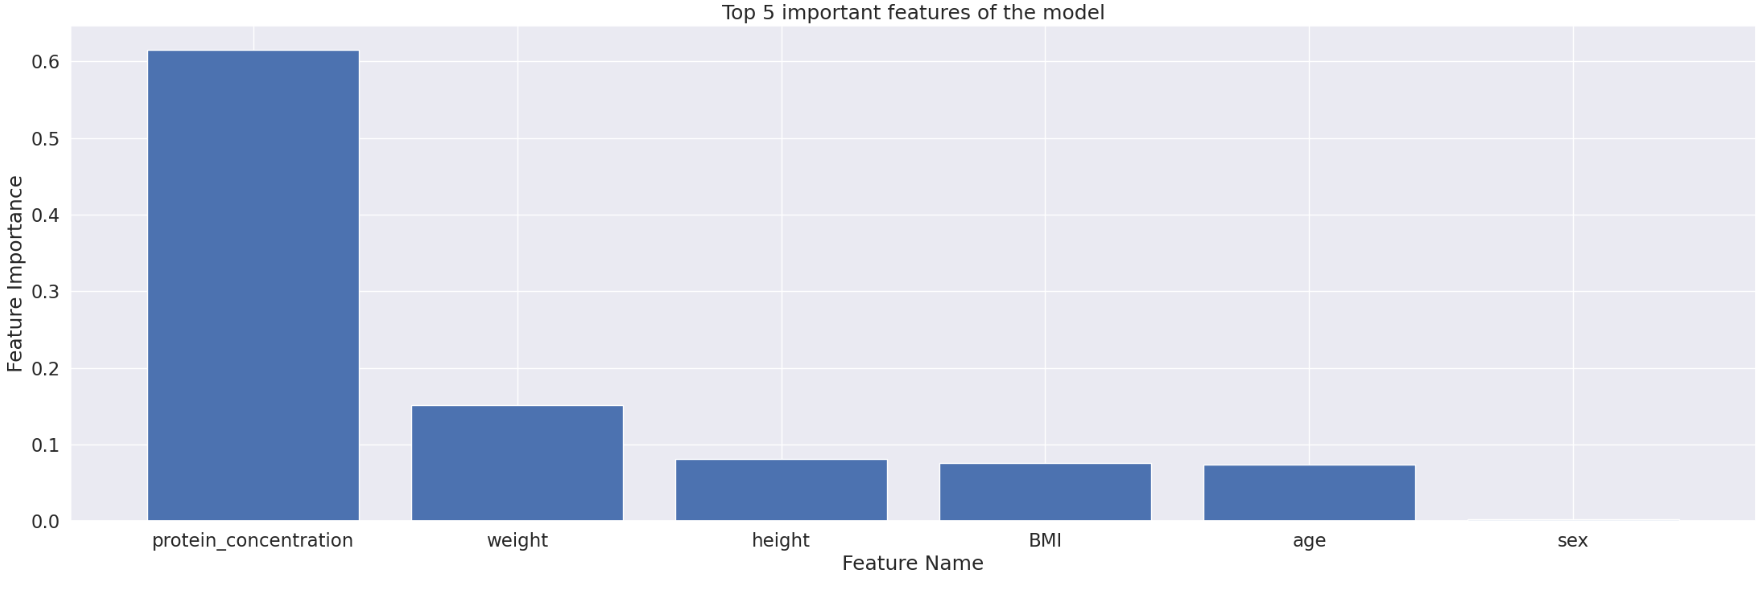 Top 5 important features of the model
Feature Importance
0.6
0.5
0.4
0.3
0.2
0.1
0.0
protein_concentration weight height BMI age sex
Feature Name